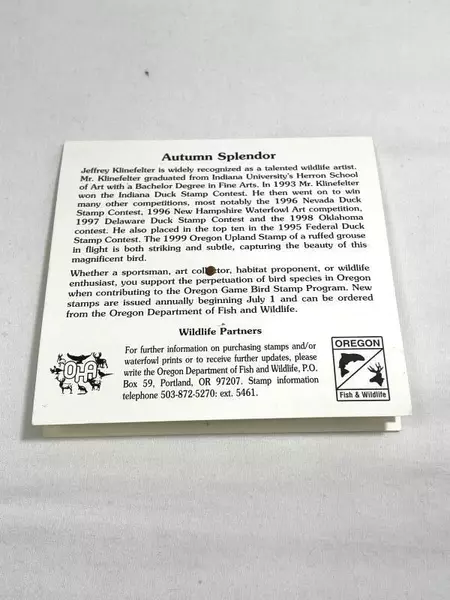 Autumn Splendor
Jeffrey Klinefelter is widely recognized as a talented wildlife artist.
Mr. Klinefelter graduated from Indiana University's Herron School
of Art with a Bachelor Degree in Fine Arts. In 1993 Mr. Klinefelter
won the Indiana Duck Stamp Contest. He then went on to win
many other competitions, most notably the 1996 Nevada Duck
Stamp Contest, 1996 New Hampshire Waterfowl Art competition,
1997 Delaware Duck Stamp Contest and the 1998 Oklahoma
contest. He also placed in the top ten in the 1995 Federal Duck
Stamp Contest. The 1999 Oregon Upland Stamp of a ruffed grouse
in flight is both striking and subtle, capturing the beauty of this
magnificent bird.
Whether a sportsman, art collector, habitat proponent, or wildlife
enthusiast, you support the perpetuation of bird species in Oregon
when contributing to the Oregon Game Bird Stamp Program. New
stamps are issued annually beginning July 1 and can be ordered
from the Oregon Department of Fish and Wildlife.
Wildlife Partners
For further information on purchasing stamps and/or
waterfowl prints or to receive further updates, please
write the Oregon Department of Fish and Wildlife, P.O.
Box 59, Portland, OR 97207. Stamp information
telephone 503-872-5270: ext. 5461.
OHA
OREGON
Fish & Wildlife